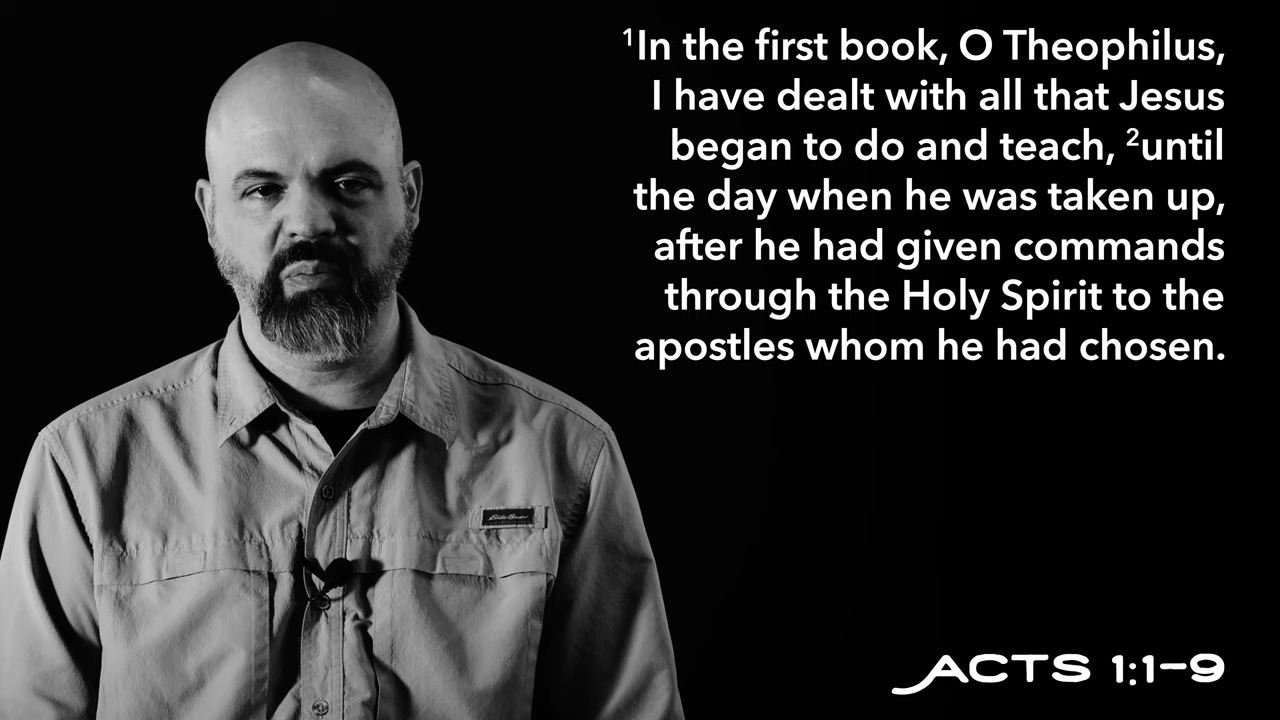 ¹In the first book, O Theophilus,
I have dealt with all that Jesus
began to do and teach, ²until
the day when he was taken up,
after he had given commands
through the Holy Spirit to the
apostles whom he had chosen.
Eddie Bauer
ACTS 1:1–9